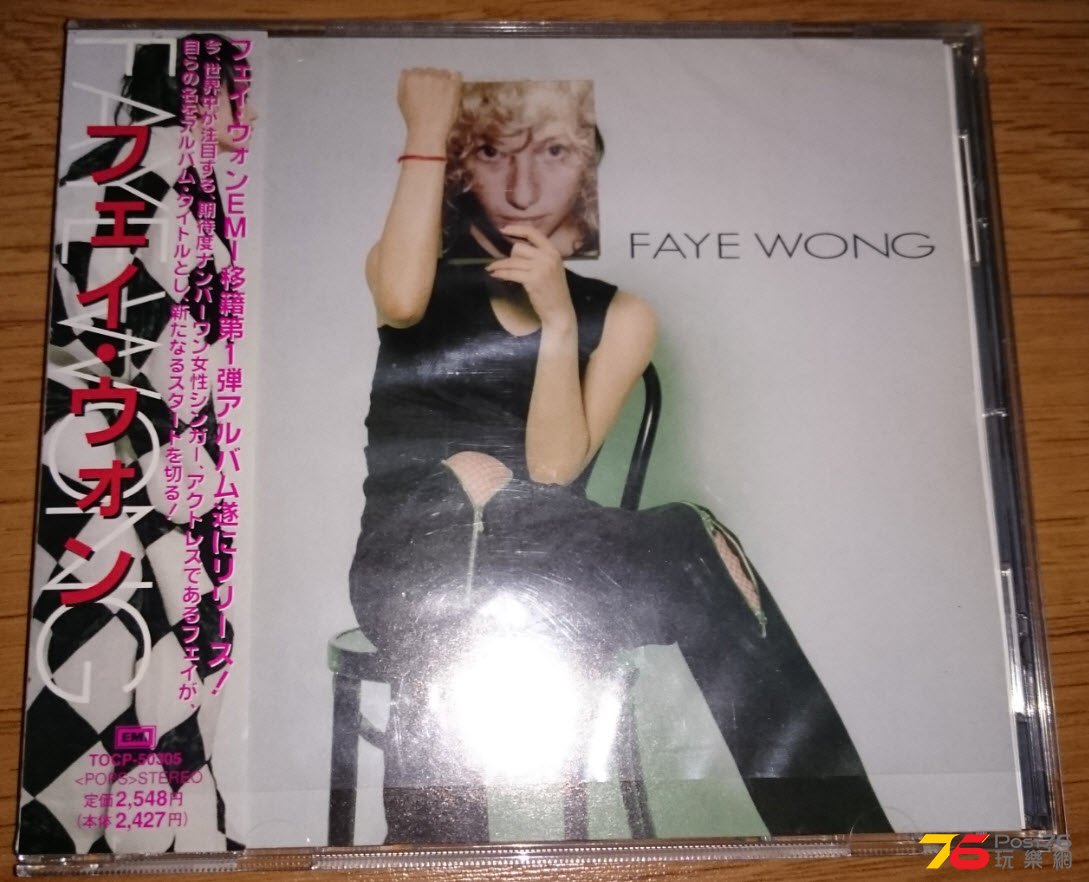 フェイ・ウォンEMI移籍第1弾アルバム遂にリリース!
今、世界中が注目する、期待度ナンバーワン女性シンガー、アクトレスであるフェイが、
自らの名をアルバム・タイトルとし、新たなるスタートを切る!
フェイ・ウォン
FAYE WONG
EMI
TOCP-50305
<POPS>STEREO
定価2,548円
(本体2,427円)
FAYE WONG
76 Post76
玩樂網